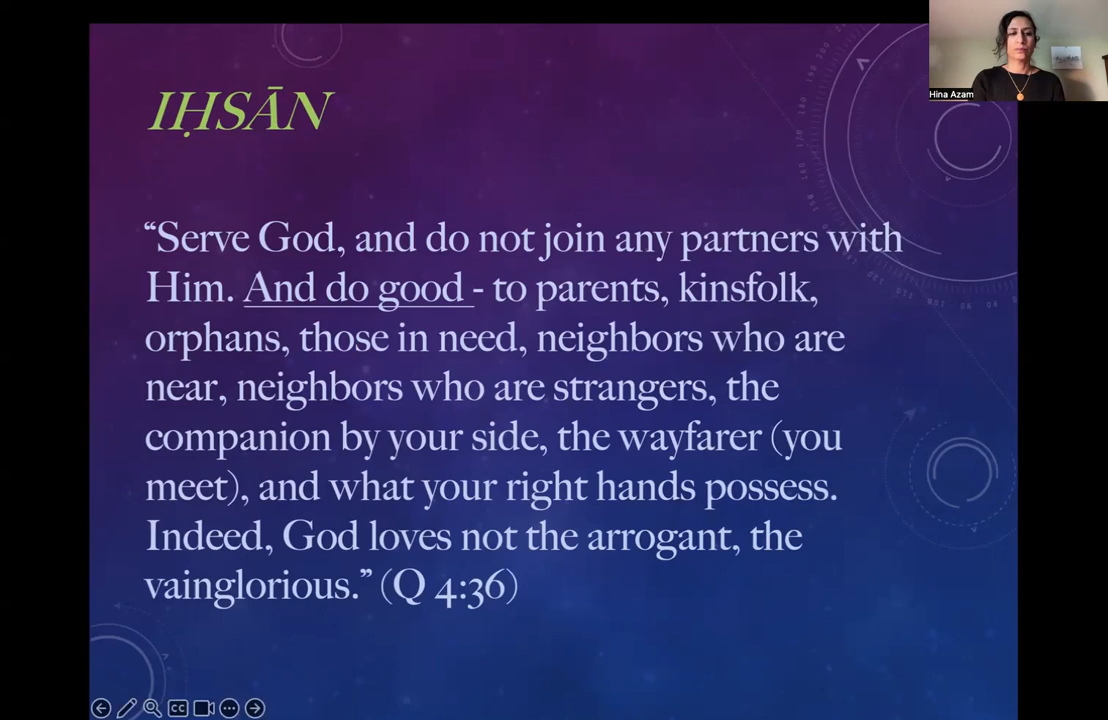 Hina Azam
IḤSĀN
“Serve God, and do not join any partners with
Him. And do good - to parents, kinsfolk,
orphans, those in need, neighbors who are
near, neighbors who are strangers, the
companion by your side, the wayfarer (you
meet), and what your right hands possess.
Indeed, God loves not the arrogant, the
vainglorious.” (Q 4:36)
CC